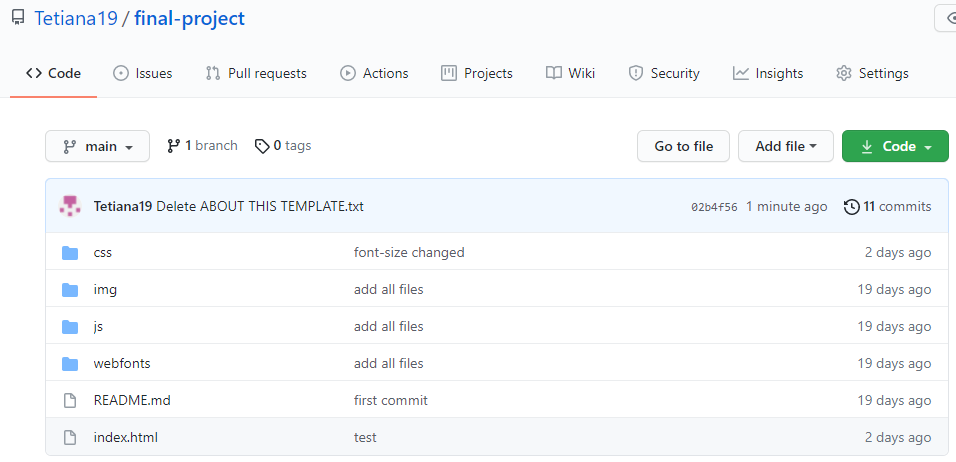 Tetiana19 / final-project
Code Issues Pull requests Actions Projects Wiki Security Insights Settings
main 1 branch 0 tags Go to file Add file Code
Tetiana19 Delete ABOUT THIS TEMPLATE.txt 02b4f56 1 minute ago 11 commits
css font-size changed 2 days ago
img add all files 19 days ago
js add all files 19 days ago
webfonts add all files 19 days ago
README.md first commit 19 days ago
index.html test 2 days ago